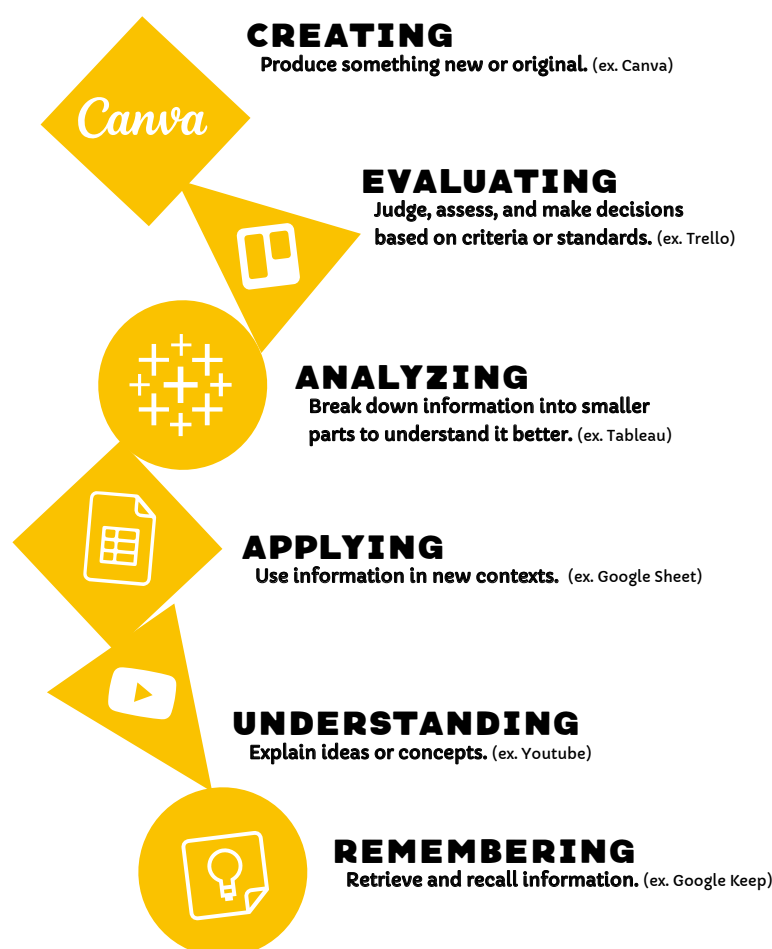 CREATING
Produce something new or original. (ex. Canva)
Canva
EVALUATING
Judge, assess, and make decisions
based on criteria or standards. (ex. Trello)
ANALYZING
Break down information into smaller
parts to understand it better. (ex. Tableau)
APPLYING
Use information in new contexts. (ex. Google Sheet)
UNDERSTANDING
Explain ideas or concepts. (ex. Youtube)
REMEMBERING
Retrieve and recall information. (ex. Google Keep)